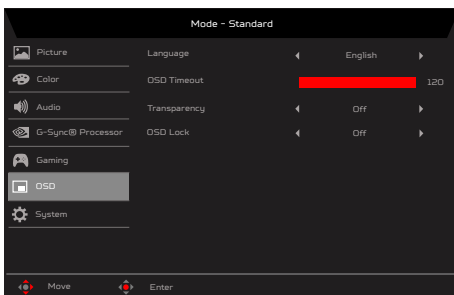 Mode - Standard
Picture
Language English
Color
OSD Timeout 120
Audio
Transparency Off
G-Sync® Processor
OSD Lock Off
Gaming
OSD
System
Move Enter